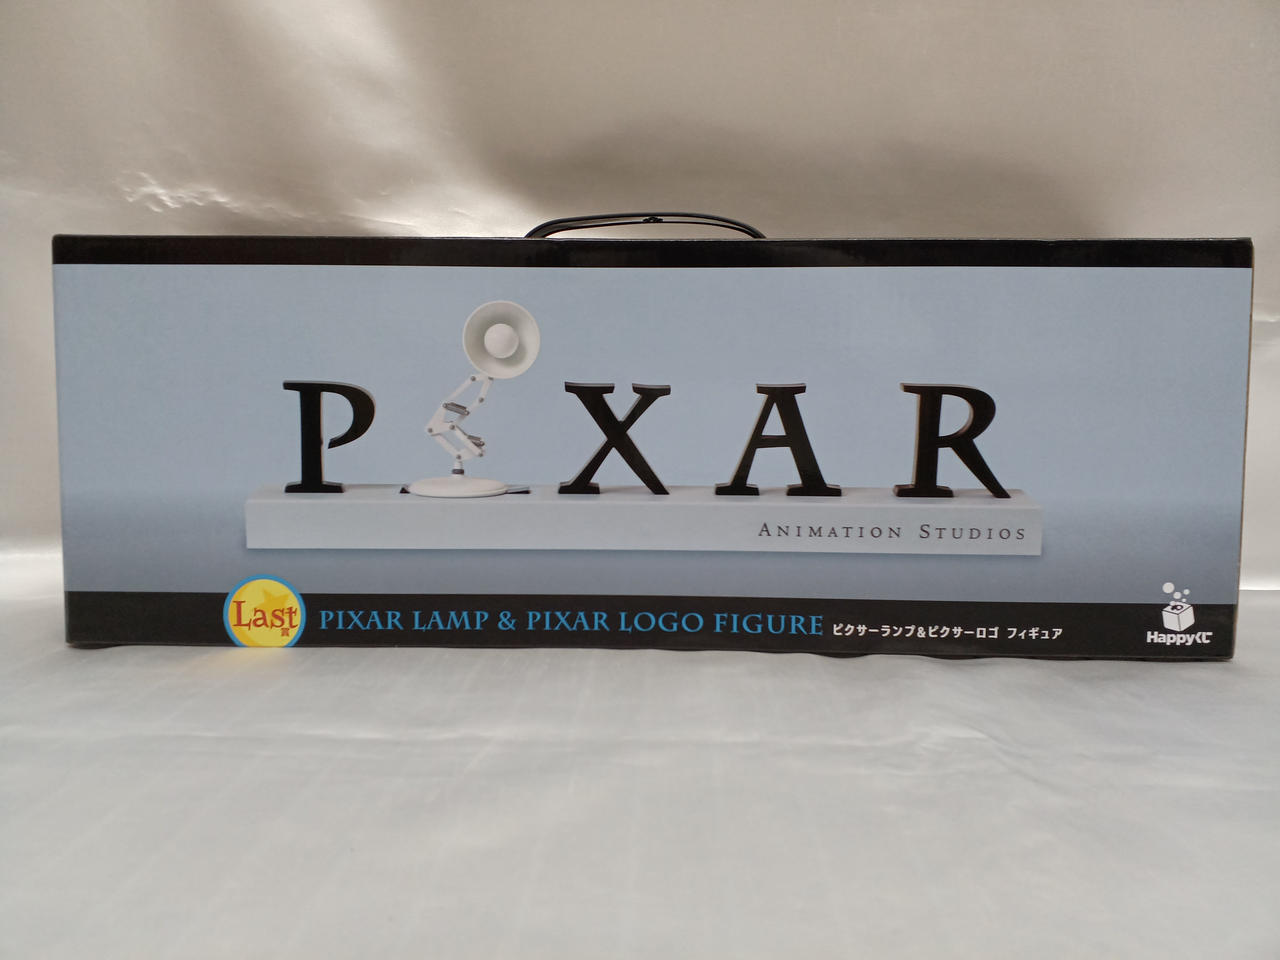 P XAR
ANIMATION STUDIOS
Last賞
PIXAR LAMP & PIXAR LOGO FIGURE ピクサーランプ&ピクサーロゴ フィギュア
Happyくじ